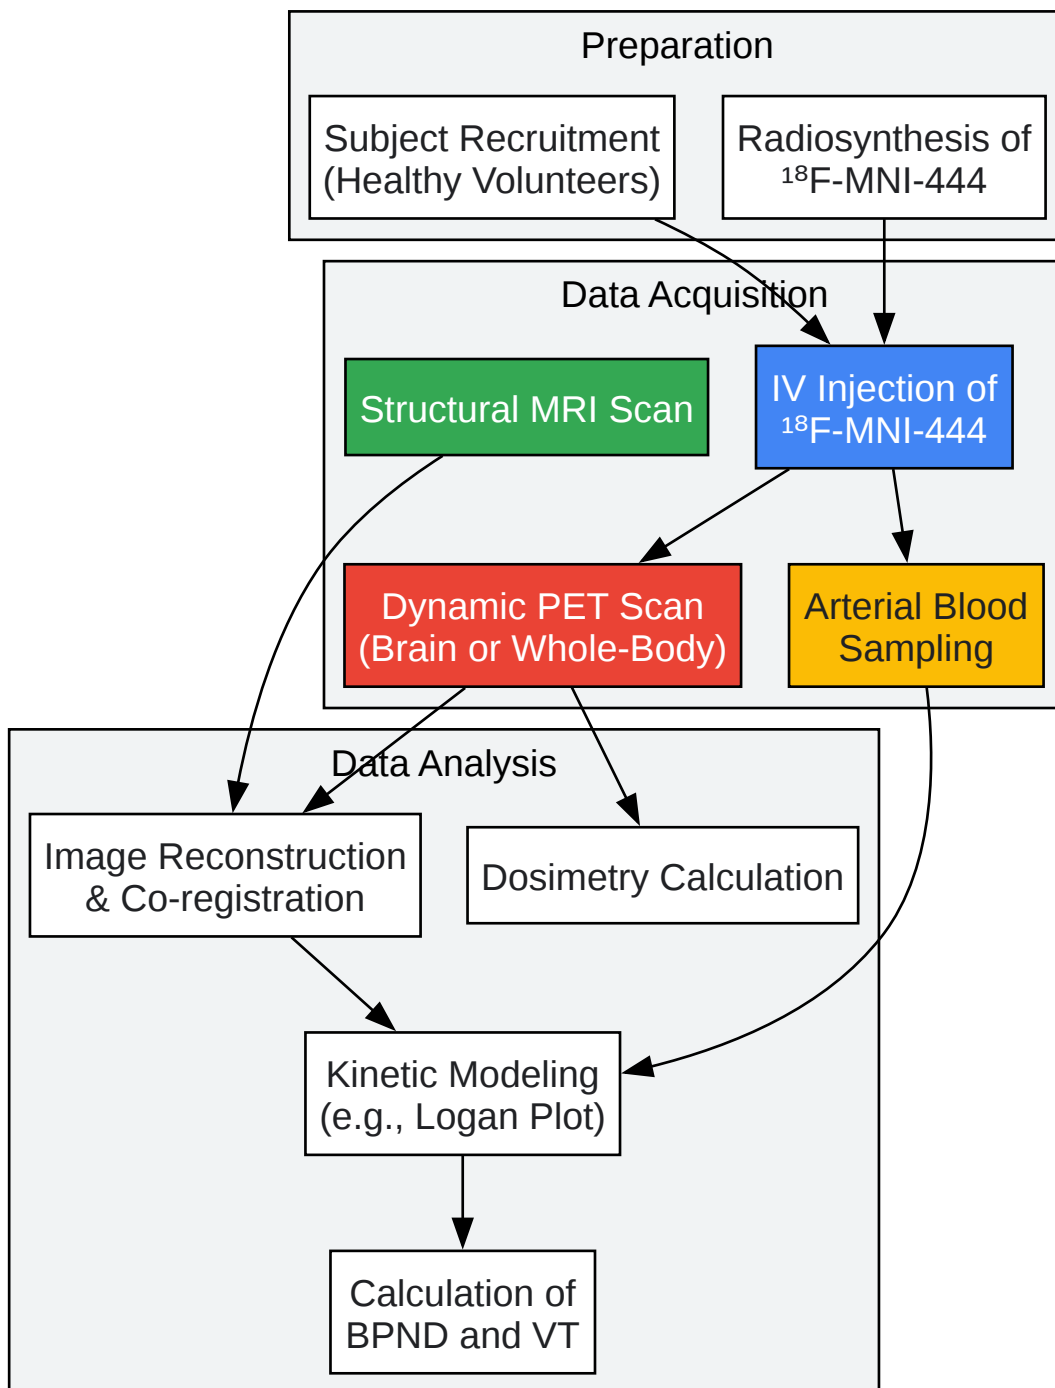 Preparation
Subject Recruitment
(Healthy Volunteers)
Radiosynthesis of
¹⁸F-MNI-444
Data Acquisition
Structural MRI Scan
IV Injection of
¹⁸F-MNI-444
Dynamic PET Scan
(Brain or Whole-Body)
Arterial Blood
Sampling
Data Analysis
Image Reconstruction
& Co-registration
Dosimetry Calculation
Kinetic Modeling
(e.g., Logan Plot)
Calculation of
BPND and VT